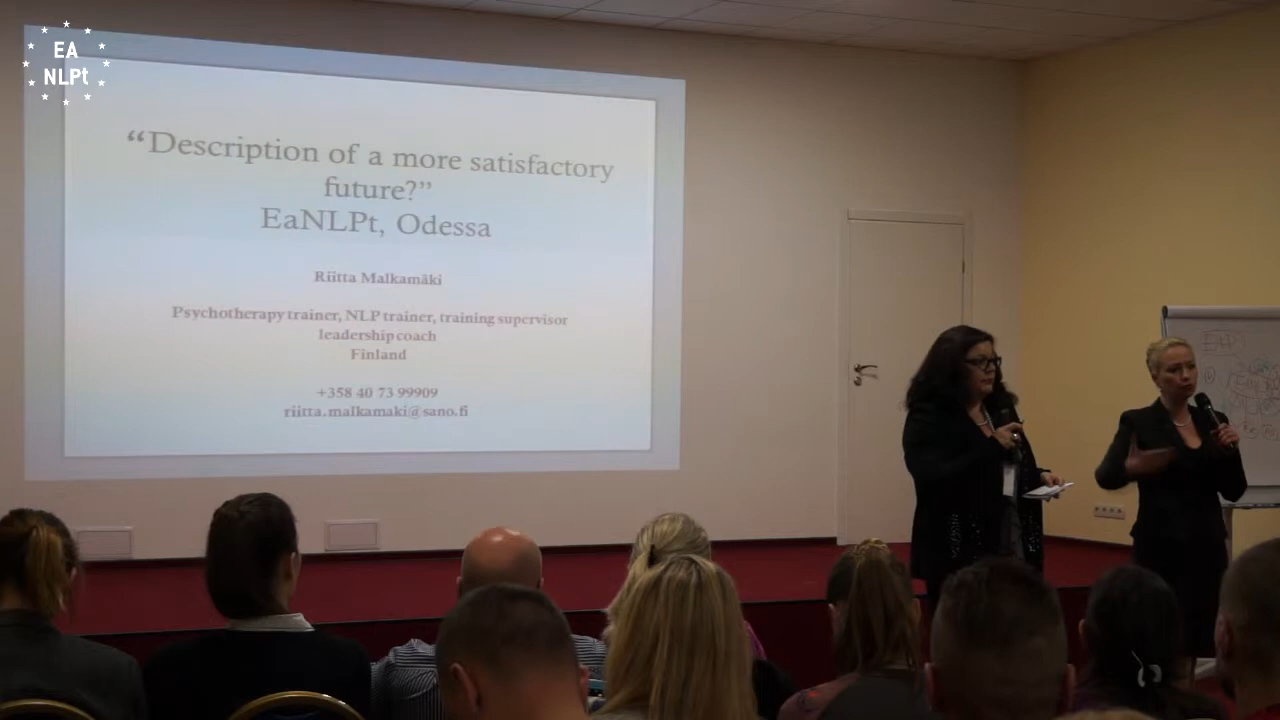 EA
NLPt
“Description of a more satisfactory
future?”
EaNLPt, Odessa
Riitta Malkamäki
Psychotherapy trainer, NLP trainer, training supervisor
leadership coach
Finland
+358 40 73 99909
riitta.malkamaki@sano.fi